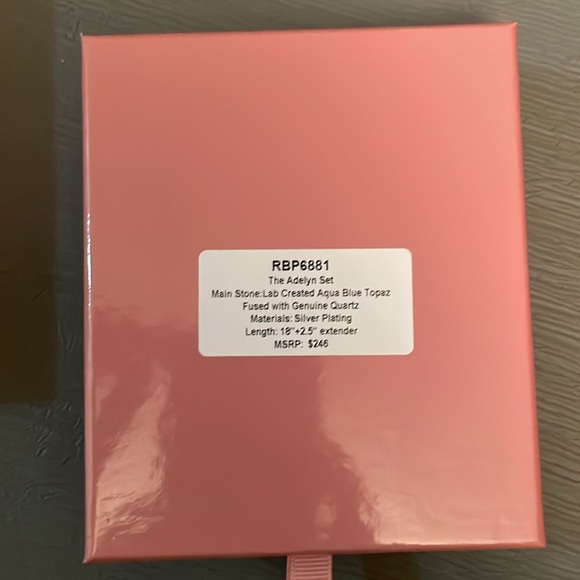 RBP6881
The Adelyn Set
Main Stone:Lab Created Aqua Blue Topaz
Fused with Genuine Quartz
Materials: Silver Plating
Length: 18"+2.5" extender
MSRP: $246